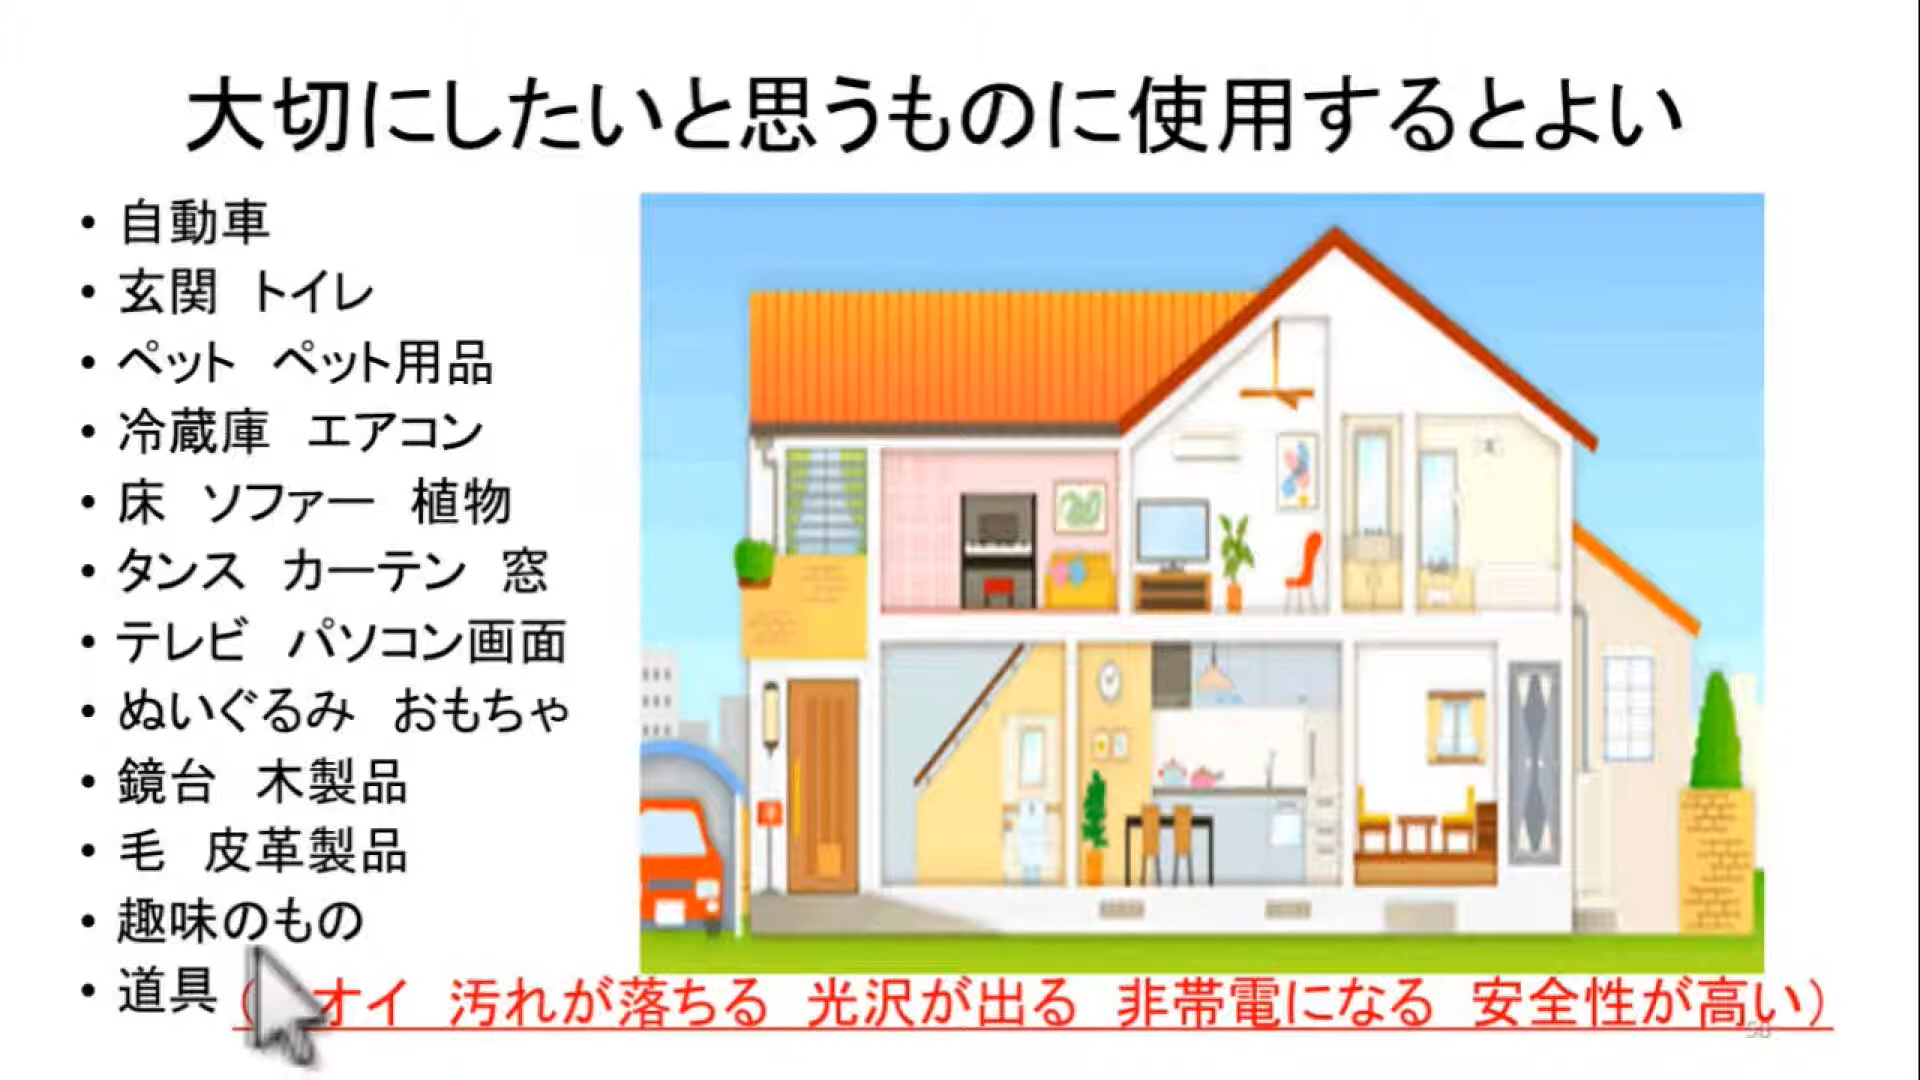 大切にしたいと思うものに使用するとよい
• 自動車
• 玄関　トイレ
• ペット　ペット用品
• 冷蔵庫　エアコン
• 床　ソファー　植物
• タンス　カーテン　窓
• テレビ　パソコン画面
• ぬいぐるみ　おもちゃ
• 鏡台　木製品
• 毛　皮革製品
• 趣味のもの
• 道具
汚れが落ちる　光沢が出る　非帯電になる　安全性が高い）